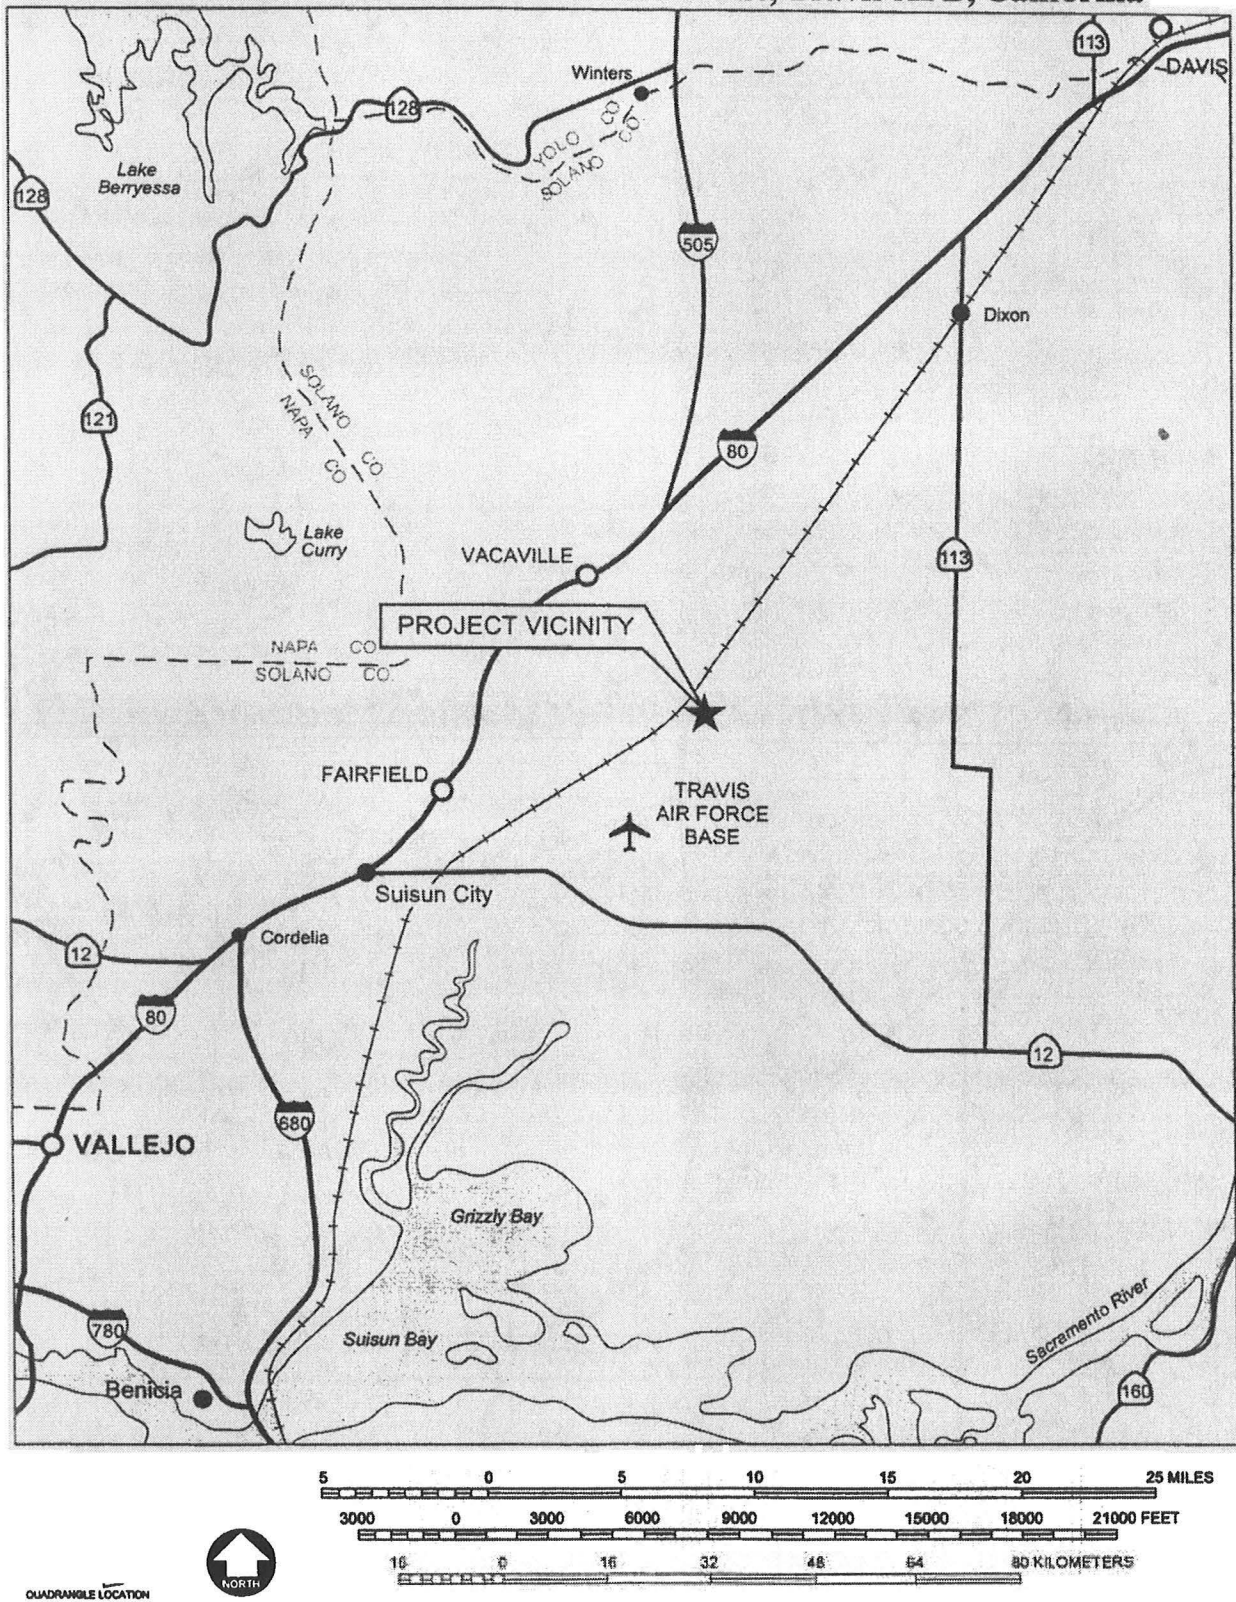 California
113
DAVIS
Winters
128
YOLO CO
SOLANO CO.
Lake
Berryessa
128
505
Dixon
SOLANO CO
NAPA CO
121
80
Lake
Curry
VACAVILLE
113
PROJECT VICINITY
NAPA CO
SOLANO CO.
FAIRFIELD
TRAVIS
AIR FORCE
BASE
Suisun City
Cordelia
12
80
12
680
VALLEJO
Grizzly Bay
Sacramento River
780
Suisun Bay
Benicia
160
5 0 5 10 15 20 25 MILES
3000 0 3000 6000 9000 12000 15000 18000 21000 FEET
16 0 16 32 48 64 80 KILOMETERS
NORTH
QUADRANGLE LOCATION